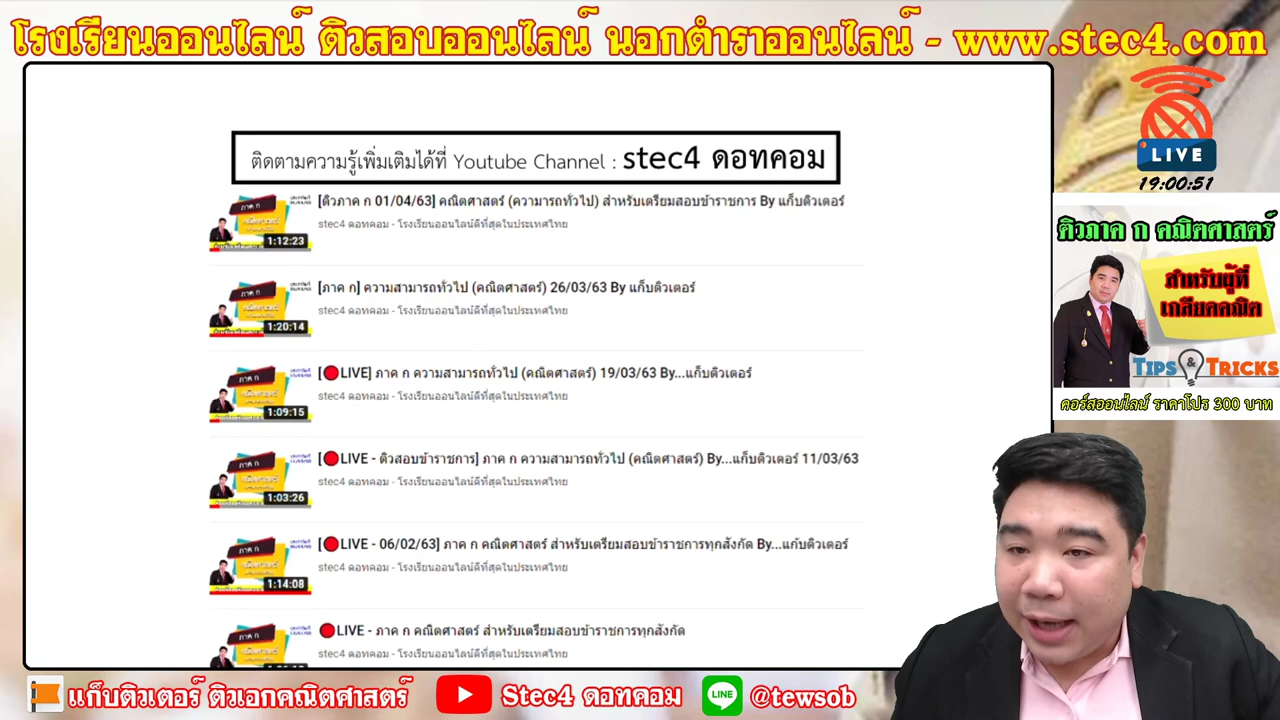 โรงเรียนออนไลน์ ติวสอบออนไลน์ นอกตำราออนไลน์ - www.stec4.com
LIVE
19:00:51
ติดตามความรู้เพิ่มเติมได้ที่ Youtube Channel : stec4 ดอทคอม
[ติวภาค ก 01/04/63] คณิตศาสตร์ (ความารถทั่วไป) สำหรับเตรียมสอบข้าราชการ By แก็บติวเตอร์
stec4 ดอทคอม - โรงเรียนออนไลน์ดีที่สุดในประเทศไทย
ภาค ก
1:12:23
[ภาค ก] ความสามารถทั่วไป (คณิตศาสตร์) 26/03/63 By แก็บติวเตอร์
stec4 ดอทคอม - โรงเรียนออนไลน์ดีที่สุดในประเทศไทย
ภาค ก
1:20:14
[🔴LIVE] ภาค ก ความสามารถทั่วไป (คณิตศาสตร์) 19/03/63 By...แก็บติวเตอร์
stec4 ดอทคอม - โรงเรียนออนไลน์ดีที่สุดในประเทศไทย
ภาค ก
1:09:15
[🔴LIVE - ติวสอบข้าราชการ] ภาค ก ความสามารถทั่วไป (คณิตศาสตร์) By...แก็บติวเตอร์ 11/03/63
stec4 ดอทคอม - โรงเรียนออนไลน์ดีที่สุดในประเทศไทย
ภาค ก
1:03:26
[🔴LIVE - 06/02/63] ภาค ก คณิตศาสตร์ สำหรับเตรียมสอบข้าราชการทุกสังกัด By...แก้บติวเตอร์
stec4 ดอทคอม - โรงเรียนออนไลน์ดีที่สุดในประเทศไทย
ภาค ก
1:14:08
🔴LIVE - ภาค ก คณิตศาสตร์ สำหรับเตรียมสอบข้าราชการทุกสังกัด
stec4 ดอทคอม - โรงเรียนออนไลน์ดีที่สุดในประเทศไทย
ภาค ก
ติวภาค ก คณิตศาสตร์
สำหรับผู้ที่
เกลียดคณิต
TIPS & TRICKS
คอร์สออนไลน์ ราคาโปร 300 บาท
แก็บติวเตอร์ ติวเอกคณิตศาสตร์
Stec4 ดอทคอม
LINE
@tewsob